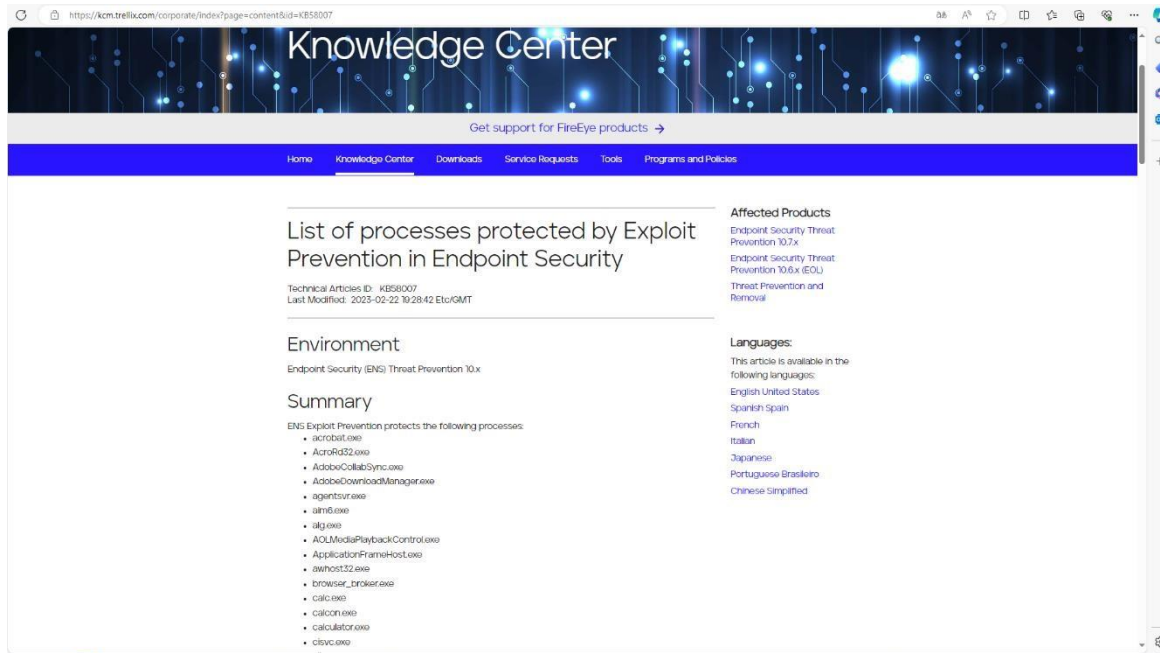 https://kcm.trellix.com/corporate/index?page=content&id=KB58007
Knowledge Center
Get support for FireEye products →
Home Knowledge Center Downloads Service Requests Tools Programs and Policies
List of processes protected by Exploit
Prevention in Endpoint Security
Technical Articles ID: KB58007
Last Modified: 2023-02-22 19:28:42 Etc/GMT
Environment
Endpoint Security (ENS) Threat Prevention 10.x
Summary
ENS Exploit Prevention protects the following processes:
• acrobat.exe
• AcroRd32.exe
• AdobeCollabSync.exe
• AdobeDownloadManager.exe
• agentsvr.exe
• aim6.exe
• alg.exe
• AOLMediaPlaybackControl.exe
• ApplicationFrameHost.exe
• awhost32.exe
• browser_broker.exe
• calc.exe
• calcon.exe
• calculator.exe
• cisvc.exe
Affected Products
Endpoint Security Threat
Prevention 10.7.x
Endpoint Security Threat
Prevention 10.6.x (EOL)
Threat Prevention and
Removal
Languages:
This article is available in the
following languages:
English United States
Spanish Spain
French
Italian
Japanese
Portuguese Brasileiro
Chinese Simplified